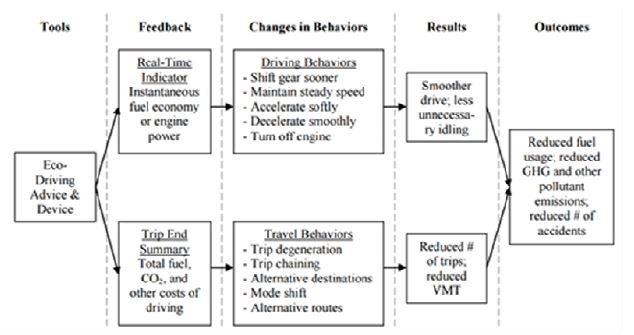 Tools
Feedback
Changes in Behaviors
Results
Outcomes
Eco-
Driving
Advice &
Device
Real-Time
Indicator
Instantaneous
fuel economy
or engine
power
Driving Behaviors
- Shift gear sooner
- Maintain steady speed
- Accelerate softly
- Decelerate smoothly
- Turn off engine
Smoother
drive; less
unnecessa-
ry idling
Trip End
Summary
Total fuel,
CO₂, and
other costs of
driving
Travel Behaviors
- Trip degeneration
- Trip chaining
- Alternative destinations
- Mode shift
- Alternative routes
Reduced #
of trips;
reduced
VMT
Reduced fuel
usage; reduced
GHG and other
pollutant
emissions;
reduced # of
accidents